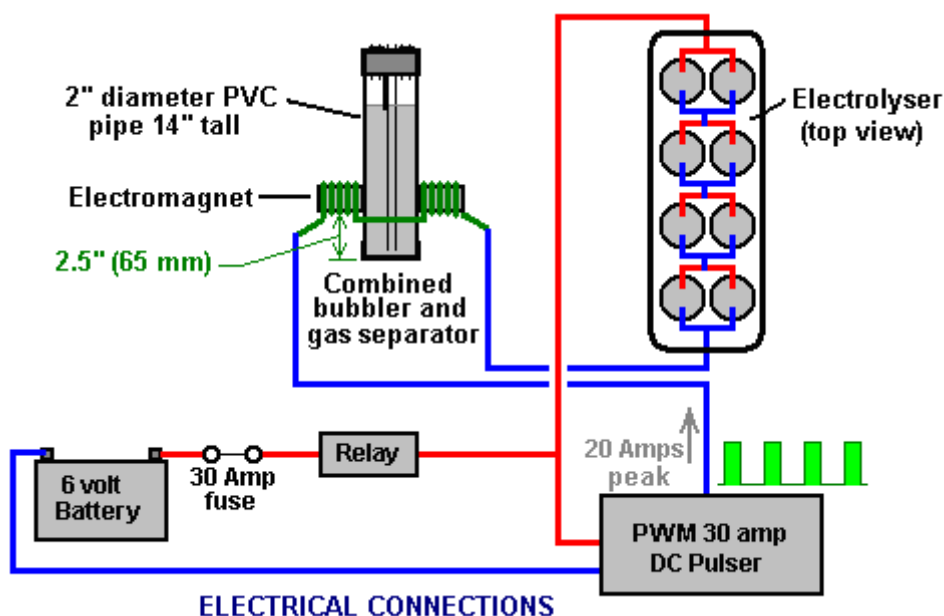 2" diameter PVC
pipe 14" tall
Electrolyser
(top view)
Electromagnet
2.5" (65 mm)
Combined
bubbler and
gas separator
20 Amps
peak
Relay
30 Amp
fuse
6 volt
Battery
PWM 30 amp
DC Pulser
ELECTRICAL CONNECTIONS